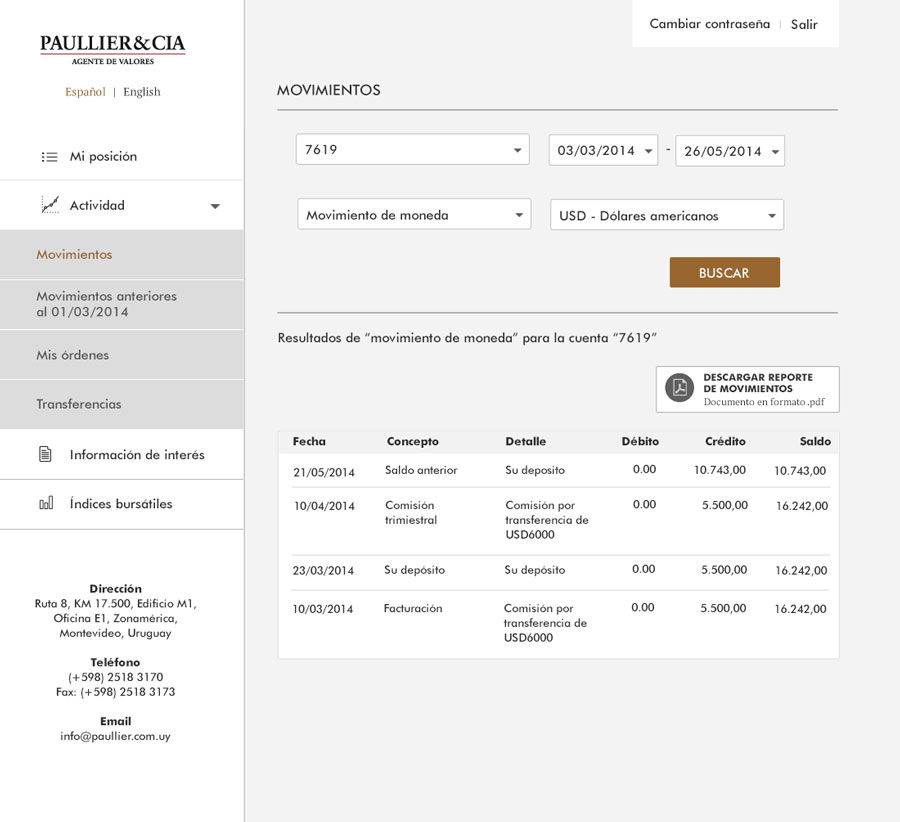 PAULLIER&CIA
AGENTE DE VALORES
Español | English
Mi posición
Actividad
Movimientos
Movimientos anteriores
al 01/03/2014
Mis órdenes
Transferencias
Información de interés
Índices bursátiles
Dirección
Ruta 8, KM 17.500, Edificio M1,
Oficina E1, Zonamérica,
Montevideo, Uruguay
Teléfono
(+598) 2518 3170
Fax: (+598) 2518 3173
Email
info@paullier.com.uy
Cambiar contraseña | Salir
MOVIMIENTOS
7619 03/03/2014 - 26/05/2014
Movimiento de moneda USD - Dólares americanos
BUSCAR
Resultados de “movimiento de moneda” para la cuenta “7619”
DESCARGAR REPORTE
DE MOVIMIENTOS
Documento en formato .pdf
Fecha Concepto Detalle Débito Crédito Saldo
21/05/2014 Saldo anterior Su deposito 0.00 10.743,00 10.743,00
10/04/2014 Comisión Comisión por 0.00 5.500,00 16.242,00
trimiestral transferencia de
USD6000
23/03/2014 Su depósito Su depósito 0.00 5.500,00 16.242,00
10/03/2014 Facturación Comisión por 0.00 5.500,00 16.242,00
transferencia de
USD6000